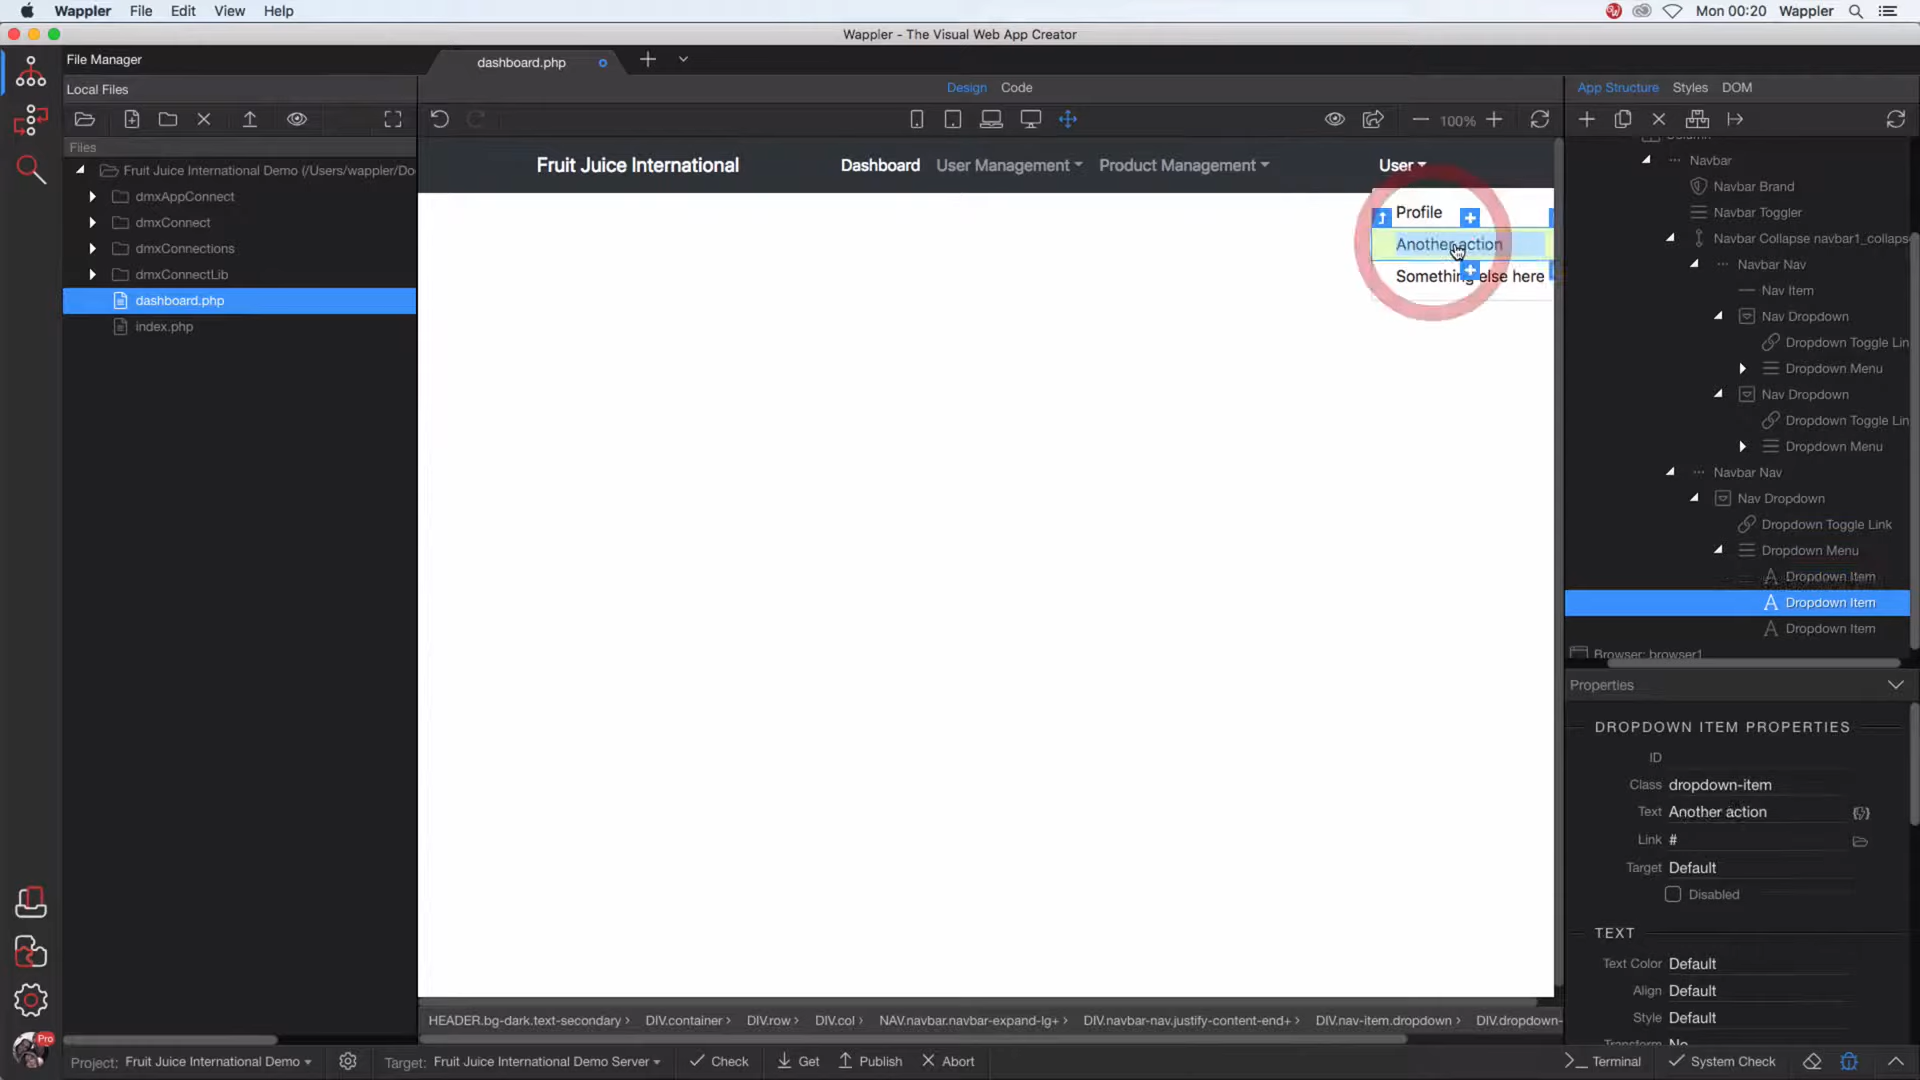 Wappler File Edit View Help Mon 00:20 Wappler
Wappler - The Visual Web App Creator
File Manager
dashboard.php
Local Files
Design Code
App Structure Styles DOM
100%
Files
Fruit Juice International Demo (/Users/wappler/Do
dmxAppConnect
dmxConnect
dmxConnections
dmxConnectLib
dashboard.php
index.php
Fruit Juice International Dashboard User Management Product Management User
Profile
Another action
Something else here
Navbar
Navbar Brand
Navbar Toggler
Navbar Collapse navbar1_collaps
Navbar Nav
Nav Item
Nav Dropdown
Dropdown Toggle Lin
Dropdown Menu
Nav Dropdown
Dropdown Toggle Lin
Dropdown Menu
Navbar Nav
Nav Dropdown
Dropdown Toggle Link
Dropdown Menu
Dropdown Item
Dropdown Item
Dropdown Item
Browser: browser1
Properties
DROPDOWN ITEM PROPERTIES
ID
Class dropdown-item
Text Another action
Link #
Target Default
Disabled
TEXT
Text Color Default
Align Default
Style Default
Transform No
HEADER.bg-dark.text-secondary › DIV.container › DIV.row › DIV.col › NAV.navbar.navbar-expand-lg+ › DIV.navbar-nav.justify-content-end+ › DIV.nav-item.dropdown › DIV.dropdown-
Pro
Project: Fruit Juice International Demo Target: Fruit Juice International Demo Server Check Get Publish Abort Terminal System Check